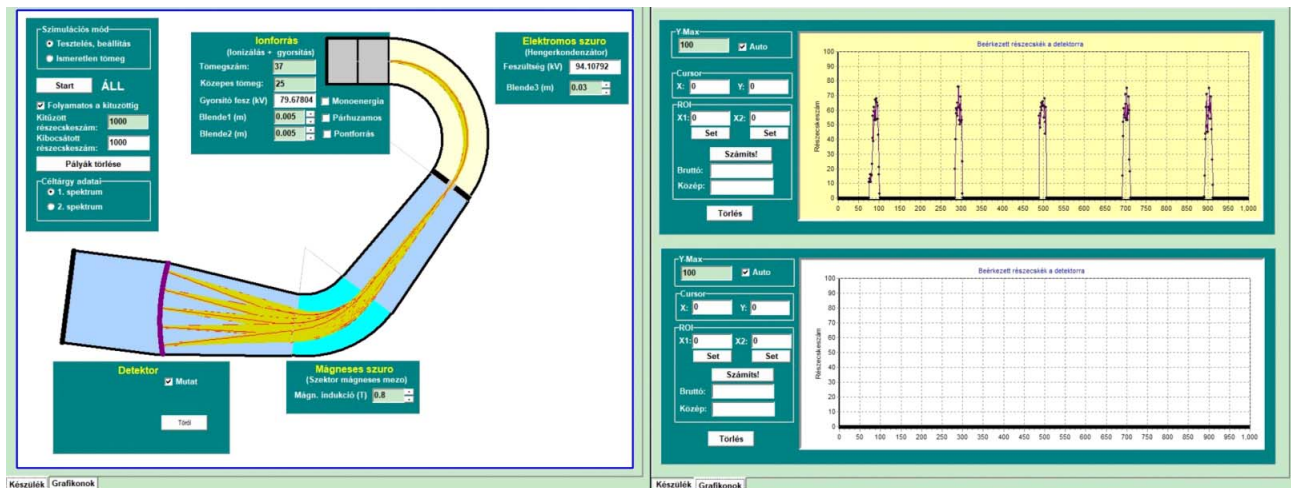 Szimulációs mód
Tesztelés, beállítás
Ismeretlen tömeg
Start ÁLL
Folyamatos a kituzöttig
Kitűzött részecskeszám: 1000
Kibocsátott részecskeszám: 1000
Pályák törlése
Céltárgy adatai
1. spektrum
2. spektrum
Ionforrás
(Ionizálás + gyorsítás)
Tömegszám: 37
Közepes tömeg: 25
Gyorsító fesz (kV) 79.67804 Monoenergia
Blende1 (m) 0.005 Párhuzamos
Blende2 (m) 0.005 Pontforrás
Elektromos szuro
(Hengerkondenzátor)
Feszültség (kV) 94.10792
Blende3 (m) 0.03
Detektor
Mutat
Töröl
Mágneses szuro
(Szektor mágneses mezo)
Mágn. indukció (T) 0.8
Készülék Grafikonok
Y-Max
100 Auto
Cursor
X: 0 Y: 0
ROI
X1: 0 X2: 0
Set Set
Számíts!
Bruttó:
Közép:
Törlés
Beérkezett részecskék a detektorra
Részecskeszám
100
90
80
70
60
50
40
30
20
10
0
0 50 100 150 200 250 300 350 400 450 500 550 600 650 700 750 800 850 900 950 1,000
Y-Max
100 Auto
Cursor
X: 0 Y: 0
ROI
X1: 0 X2: 0
Set Set
Számíts!
Bruttó:
Közép:
Törlés
Beérkezett részecskék a detektorra
Részecskeszám
100
90
80
70
60
50
40
30
20
10
0
0 50 100 150 200 250 300 350 400 450 500 550 600 650 700 750 800 850 900 950 1,000
Készülék Grafikonok